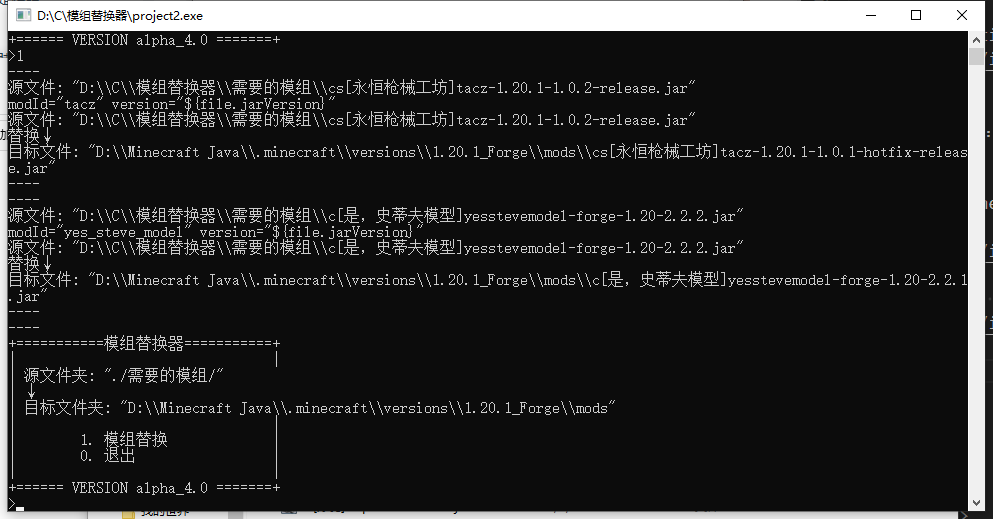 D:\C\模组替换器\project2.exe
+====== VERSION alpha_4.0 =======+
>1
----
源文件: "D:\\C\\模组替换器\\需要的模组\\cs[永恒枪械工坊]tacz-1.20.1-1.0.2-release.jar"
modId="tacz" version="${file.jarVersion}"
源文件: "D:\\C\\模组替换器\\需要的模组\\cs[永恒枪械工坊]tacz-1.20.1-1.0.2-release.jar"
替换↓
目标文件: "D:\\Minecraft Java\\.minecraft\\versions\\1.20.1_Forge\\mods\\cs[永恒枪械工坊]tacz-1.20.1-1.0.1-hotfix-releas
e.jar"
----
----
源文件: "D:\\C\\模组替换器\\需要的模组\\c[是，史蒂夫模型]yesstevemodel-forge-1.20-2.2.2.jar"
modId="yes_steve_model" version="${file.jarVersion}"
源文件: "D:\\C\\模组替换器\\需要的模组\\c[是，史蒂夫模型]yesstevemodel-forge-1.20-2.2.2.jar"
替换↓
目标文件: "D:\\Minecraft Java\\.minecraft\\versions\\1.20.1_Forge\\mods\\c[是，史蒂夫模型]yesstevemodel-forge-1.20-2.2.1
.jar"
----
----
+===========模组替换器===========+
源文件夹: "./需要的模组/"
↓
目标文件夹: "D:\\Minecraft Java\\.minecraft\\versions\\1.20.1_Forge\\mods"
1. 模组替换
0. 退出
+====== VERSION alpha_4.0 =======+
>
我的世界